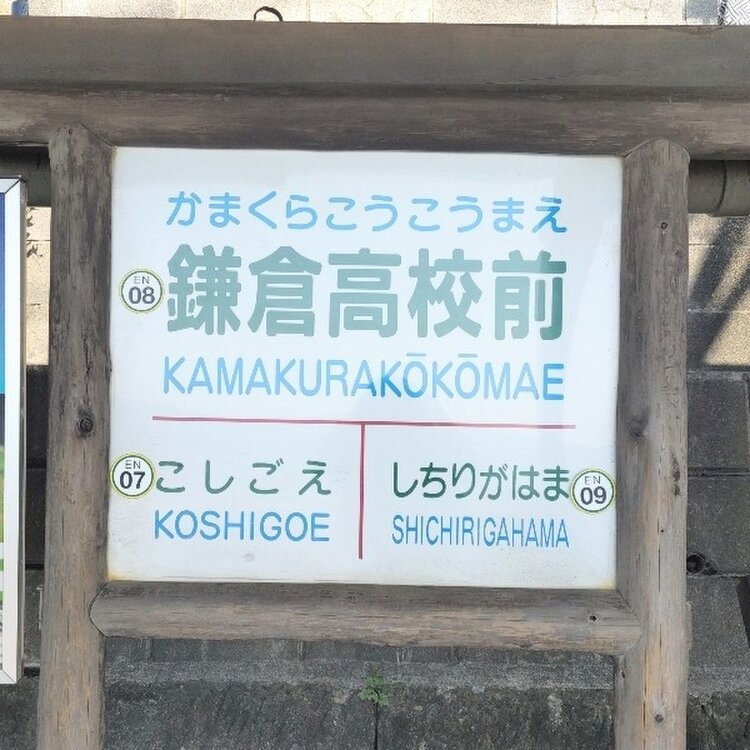 かまくらこうこうまえ
EN
08
鎌倉高校前
KAMAKURAKŌKŌMAE
EN
07
こしごえ
KOSHIGOE
しちりがはま
EN
09
SHICHIRIGAHAMA